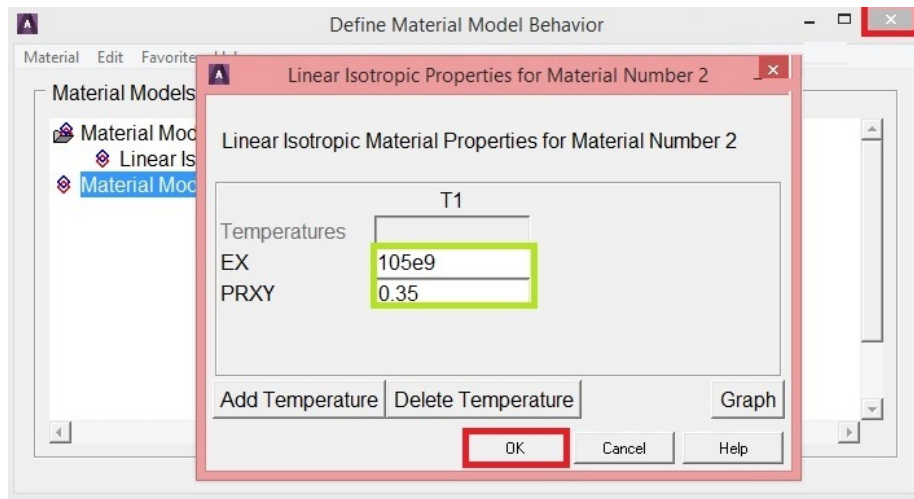 Define Material Model Behavior
Material Edit Favorite
Linear Isotropic Properties for Material Number 2
Material Models
Material Moc
Linear Is
Material Moc
Linear Isotropic Material Properties for Material Number 2
T1
Temperatures
EX 105e9
PRXY 0.35
Add Temperature Delete Temperature Graph
OK Cancel Help